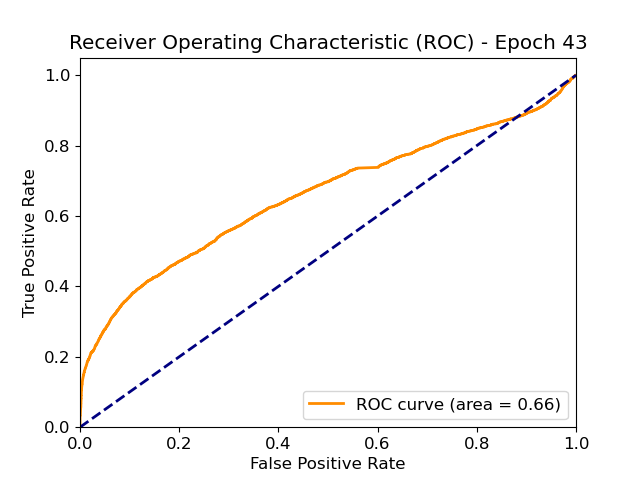 Receiver Operating Characteristic (ROC) - Epoch 43
True Positive Rate
1.0
0.8
0.6
0.4
0.2
0.0
0.0 0.2 0.4 0.6 0.8 1.0
False Positive Rate
ROC curve (area = 0.66)